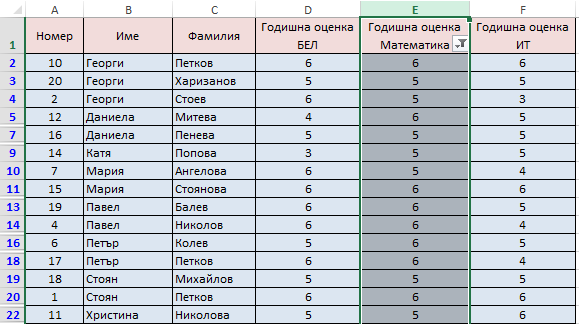 A B C D E F
1 Номер Име Фамилия Годишна оценка БЕЛ Годишна оценка Математика Годишна оценка ИТ
2 10 Георги Петков 6 6 6
3 20 Георги Харизанов 5 5 5
4 2 Георги Стоев 6 5 3
5 12 Даниела Митева 4 6 5
7 16 Даниела Пенева 5 5 5
9 14 Катя Попова 3 5 5
10 7 Мария Ангелова 6 5 4
11 15 Мария Стоянова 6 6 6
13 19 Павел Балев 6 6 5
14 4 Павел Николов 6 6 4
16 6 Петър Колев 5 6 5
18 17 Петър Петков 6 6 4
19 18 Стоян Михайлов 5 5 5
20 1 Стоян Петков 6 6 6
22 11 Христина Николова 5 5 6